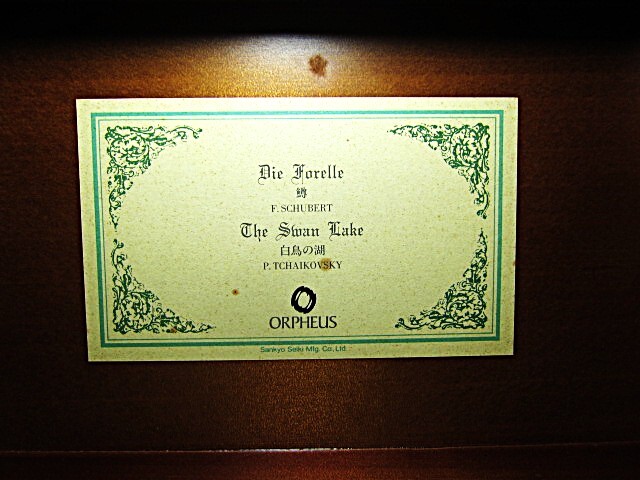 Die Forelle
鱒
F. SCHUBERT
The Swan Lake
白鳥の湖
P. TCHAIKOVSKY
ORPHEUS
Sankyo Seiki Mfg. Co., Ltd.